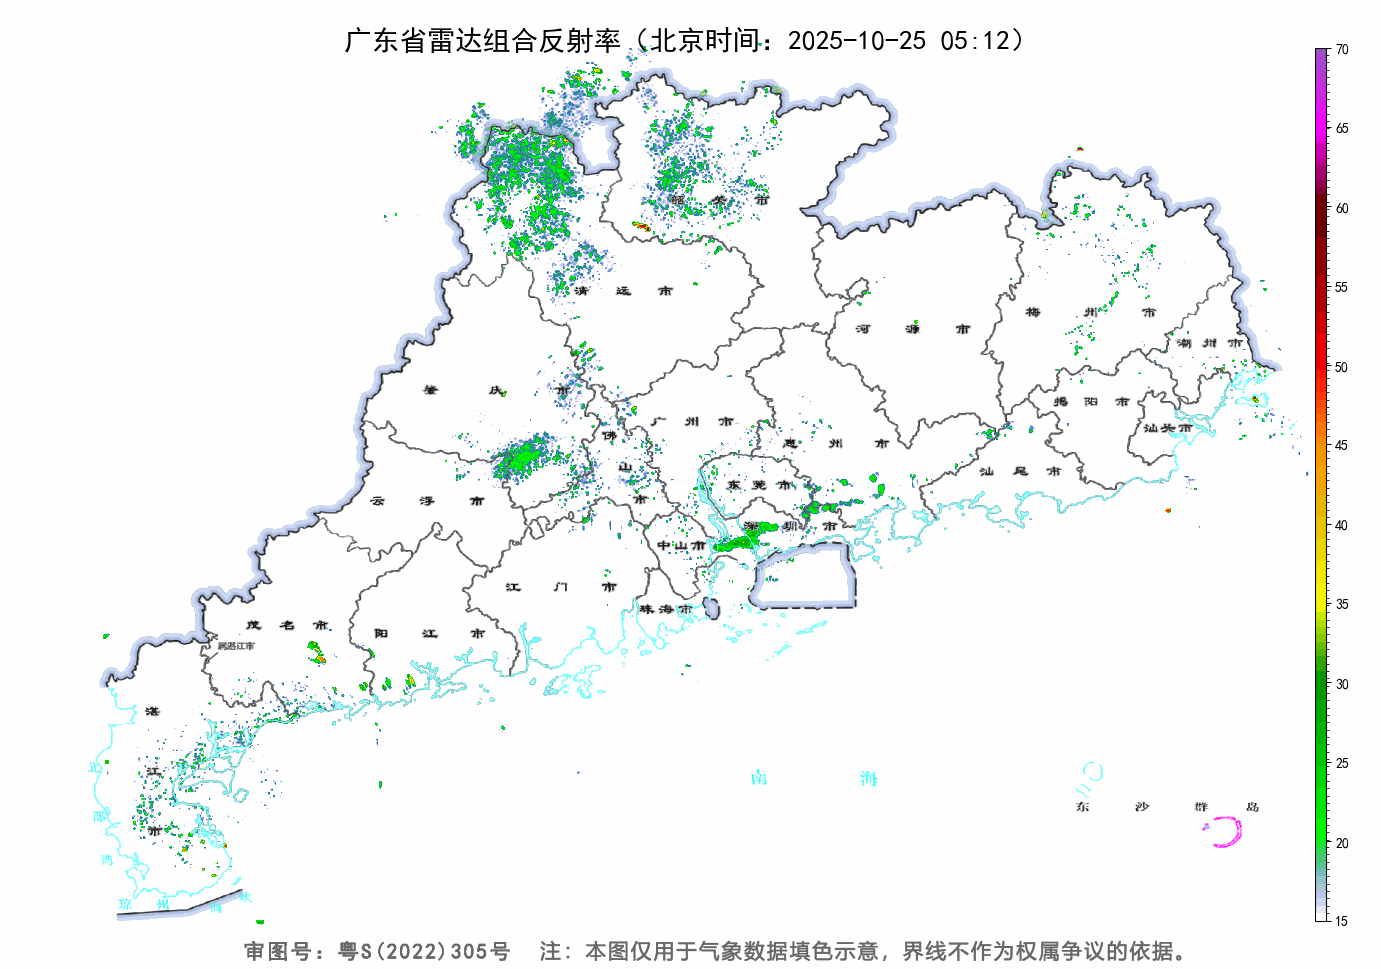 广东省雷达组合反射率（北京时间：2025-10-25 05:12）
70
65
60
55
50
45
40
35
30
25
20
15
韶 关 市
清 远 市
河 源 市
梅 州 市
潮 州 市
肇 庆 市
广 州 市
揭 阳 市
汕头市
佛 山 市
惠 州 市
汕 尾 市
东 莞 市
云 浮 市
深 圳 市
中山市
江 门 市
珠海市
茂 名 市
阳 江 市
属湛江市
湛 江 市
南 海
东 沙 群 岛
北 部 湾
琼 州 海 峡
审图号：粤S(2022)305号 注：本图仅用于气象数据填色示意，界线不作为权属争议的依据。